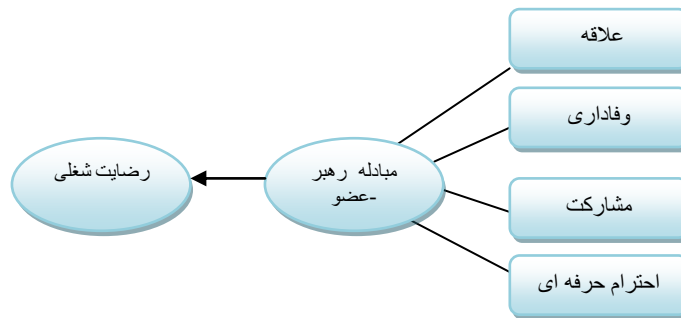 علاقه
وفاداری
مشارکت
احترام حرفه ای
مبادله رهبر
-عضو
رضایت شغلی